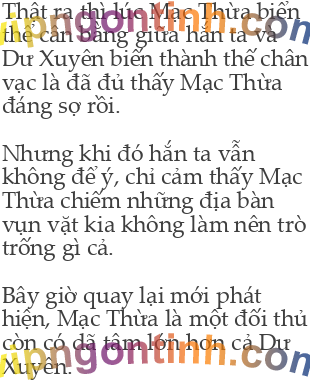 Thật ra thì lúc Mạc Thừa biến
thế cân bằng giữa hắn ta và
Dư Xuyên biến thành thế chân
vạc là đã đủ thấy Mạc Thừa
đáng sợ rồi.

Nhưng khi đó hắn ta vẫn
không để ý, chỉ cảm thấy Mạc
Thừa chiếm những địa bàn
vụn vặt kia không làm nên trò
trống gì cả.

Bây giờ quay lại mới phát
hiện, Mạc Thừa là một đối thủ
còn có dã tâm lớn hơn cả Dư
Xuyên.